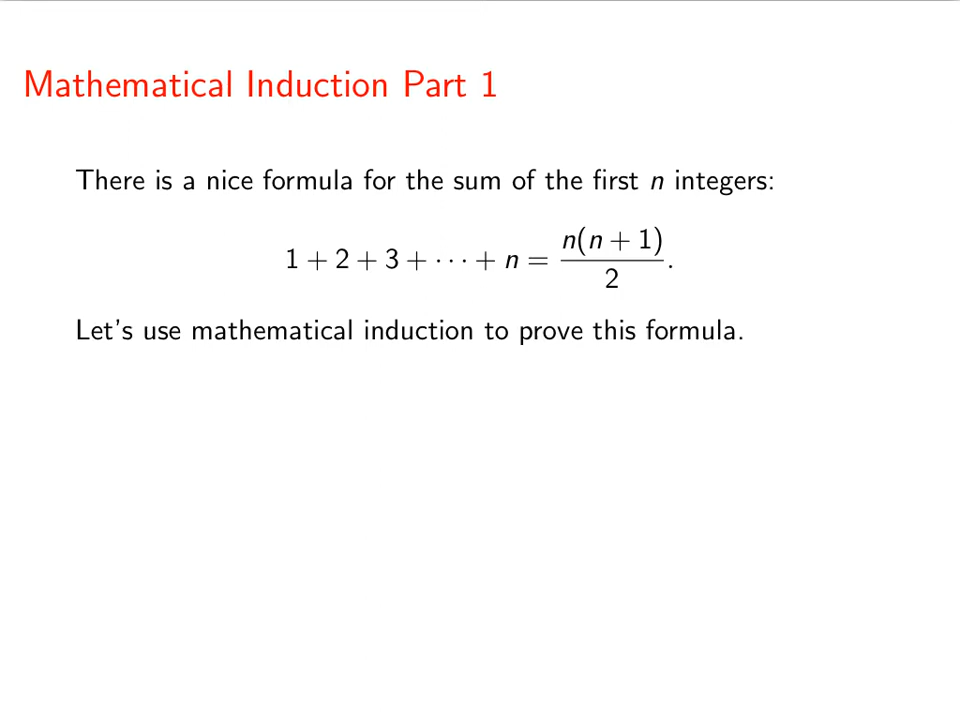 Mathematical Induction Part 1
There is a nice formula for the sum of the first n integers:
1 + 2 + 3 + · · · + n = n(n + 1) / 2 .
Let's use mathematical induction to prove this formula.